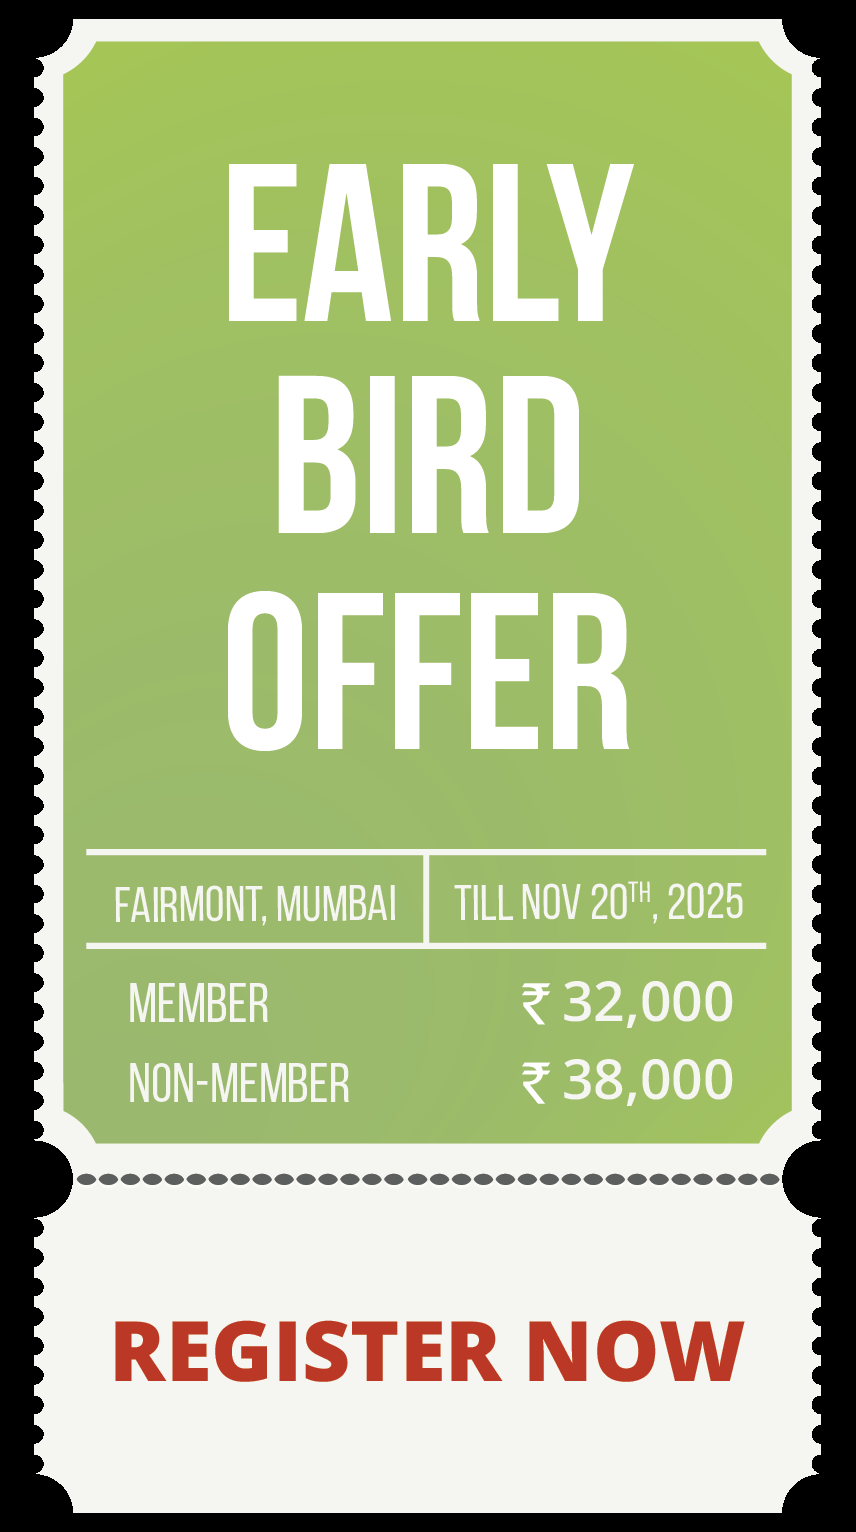 EARLY
BIRD
OFFER
FAIRMONT, MUMBAI TILL NOV 20TH, 2025
MEMBER ₹ 32,000
NON-MEMBER ₹ 38,000
REGISTER NOW